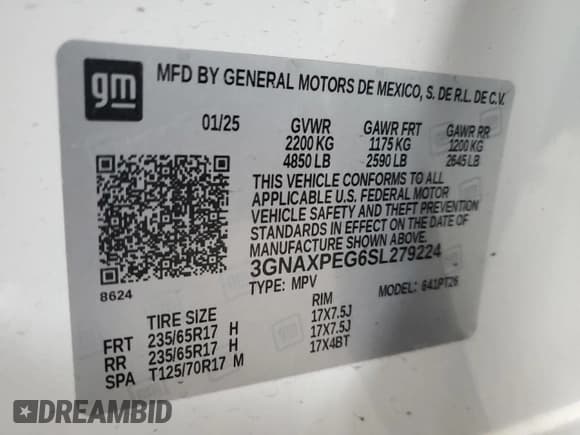 gm
MFD BY GENERAL MOTORS DE MEXICO, S. DE R.L. DE C.V.
01/25 GVWR GAWR FRT GAWR RR
2200 KG 1175 KG 1200 KG
4850 LB 2590 LB 2645 LB
THIS VEHICLE CONFORMS TO ALL
APPLICABLE U.S. FEDERAL MOTOR
VEHICLE SAFETY AND THEFT PREVENTION
STANDARDS IN EFFECT ON THE DATE OF
MANUFACTURE SHOWN ABOVE.
3GNAXPEG6SL279224
8624 TYPE: MPV MODEL: 641PT26
TIRE SIZE RIM
FRT 235/65R17 H 17X7.5J
RR 235/65R17 H 17X7.5J
SPA T125/70R17 M 17X4BT
DREAMBID